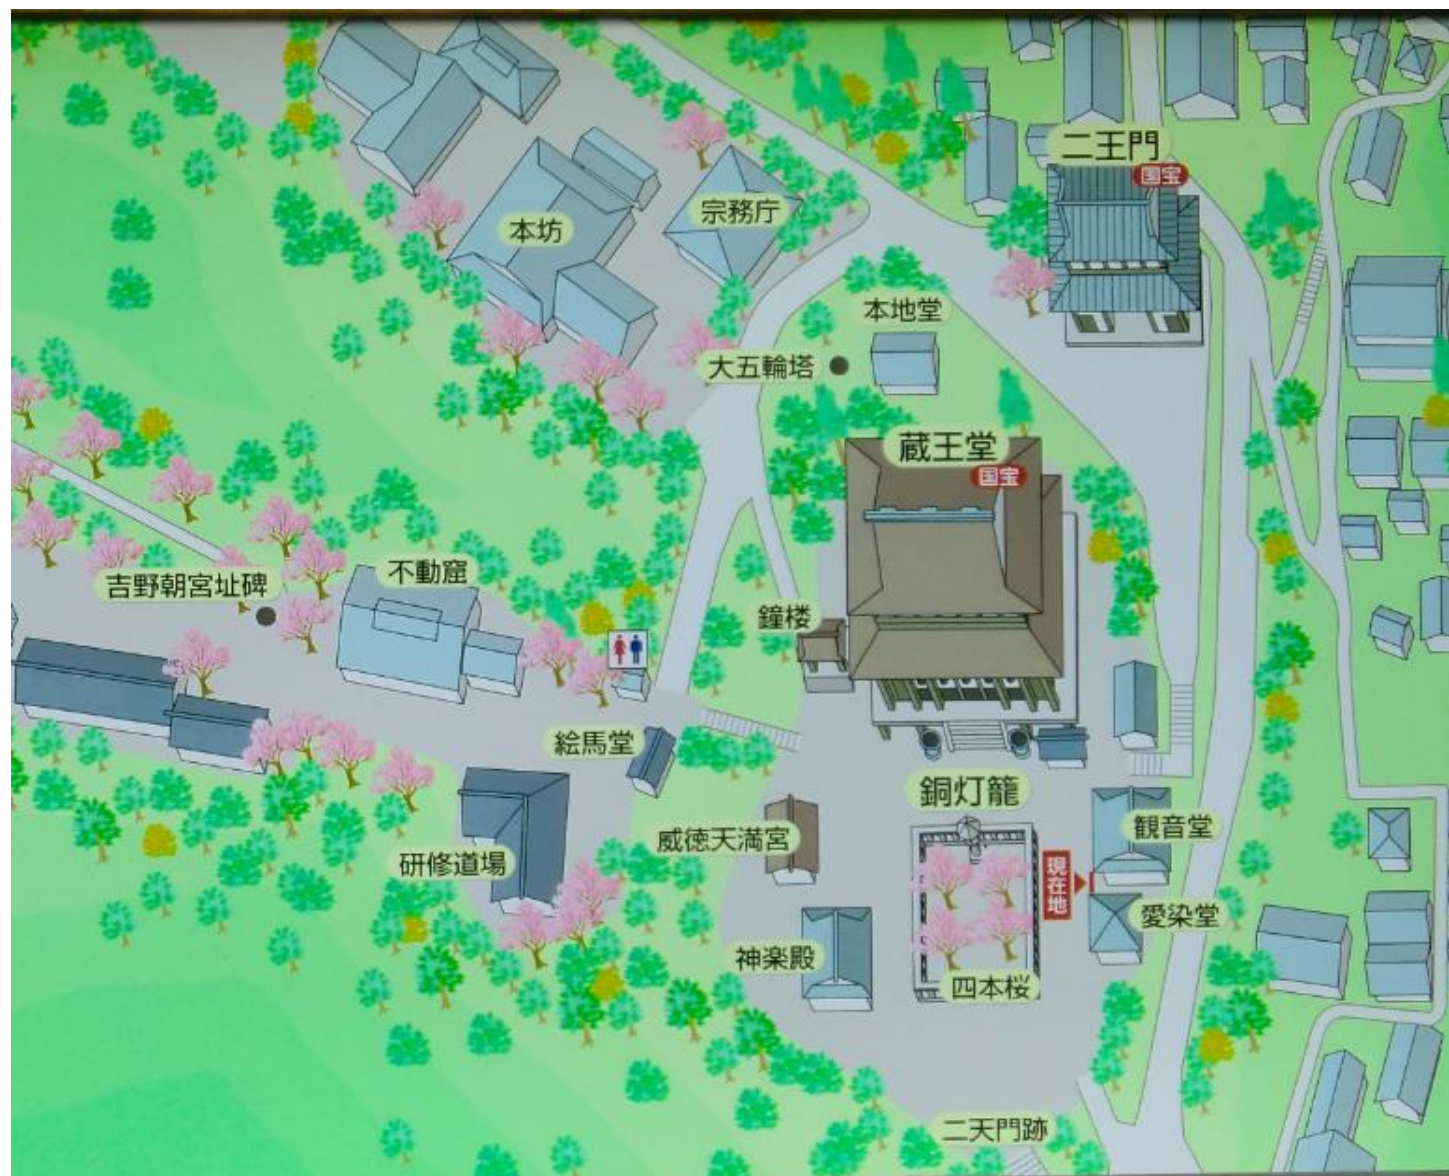 二王門
国宝
宗務庁
本坊
本地堂
大五輪塔
蔵王堂
国宝
不動窟
吉野朝宮址碑
鐘楼
絵馬堂
銅灯籠
観音堂
威徳天満宮
研修道場
現在地
愛染堂
神楽殿
四本桜
二天門跡